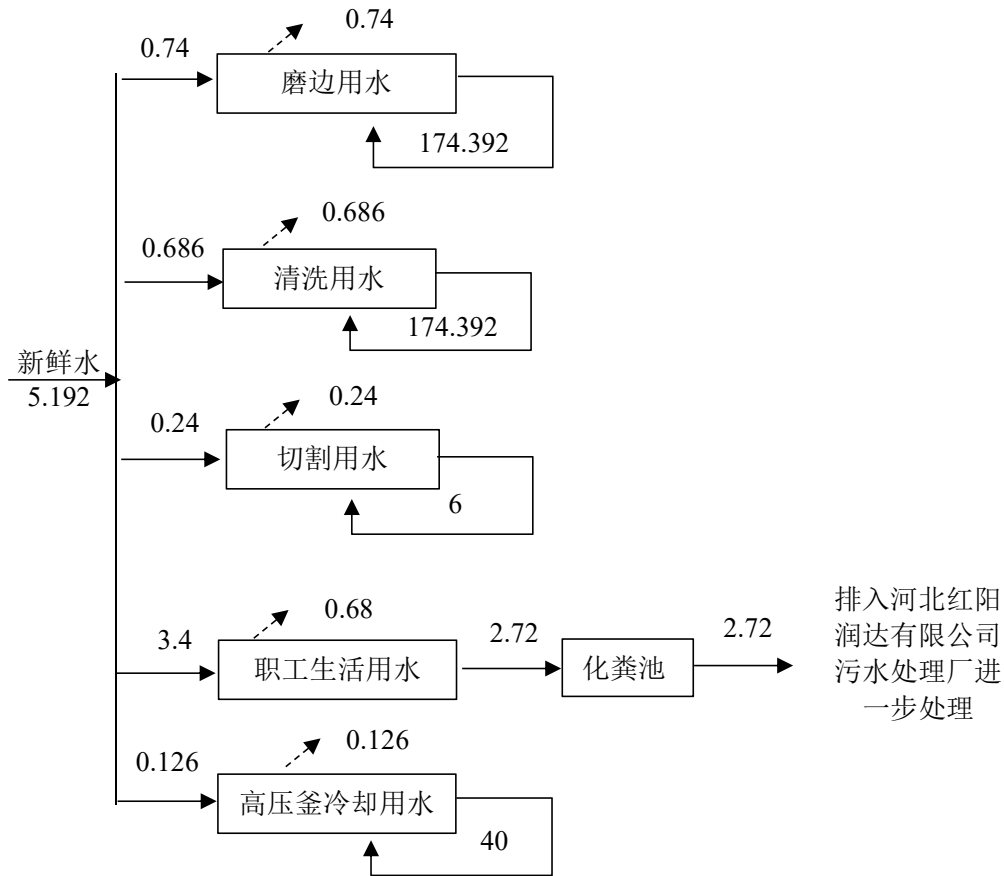 0.74
0.74
磨边用水
174.392
0.686
0.686
清洗用水
174.392
新鲜水
5.192
0.24
0.24
切割用水
6
3.4
0.68
职工生活用水
2.72
化粪池
2.72
排入河北红阳
润达有限公司
污水处理厂进
一步处理
0.126
0.126
高压釜冷却用水
40